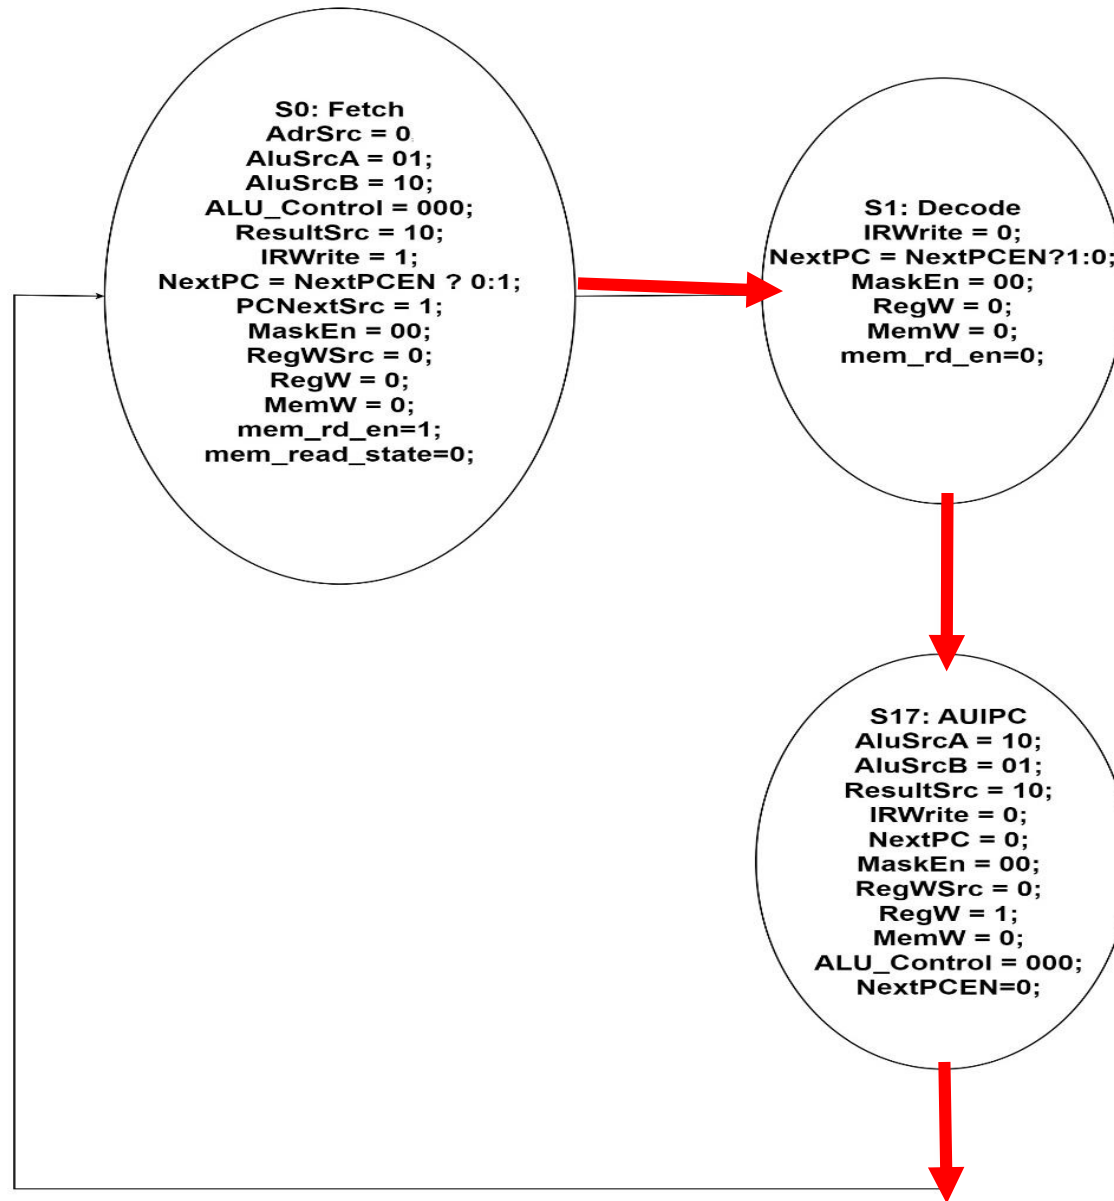 S0: Fetch
AdrSrc = 0
AluSrcA = 01;
AluSrcB = 10;
ALU_Control = 000;
ResultSrc = 10;
IRWrite = 1;
NextPC = NextPCEN ? 0:1;
PCNextSrc = 1;
MaskEn = 00;
RegWSrc = 0;
RegW = 0;
MemW = 0;
mem_rd_en=1;
mem_read_state=0;
S1: Decode
IRWrite = 0;
NextPC = NextPCEN?1:0;
MaskEn = 00;
RegW = 0;
MemW = 0;
mem_rd_en=0;
S17: AUIPC
AluSrcA = 10;
AluSrcB = 01;
ResultSrc = 10;
IRWrite = 0;
NextPC = 0;
MaskEn = 00;
RegWSrc = 0;
RegW = 1;
MemW = 0;
ALU_Control = 000;
NextPCEN=0;